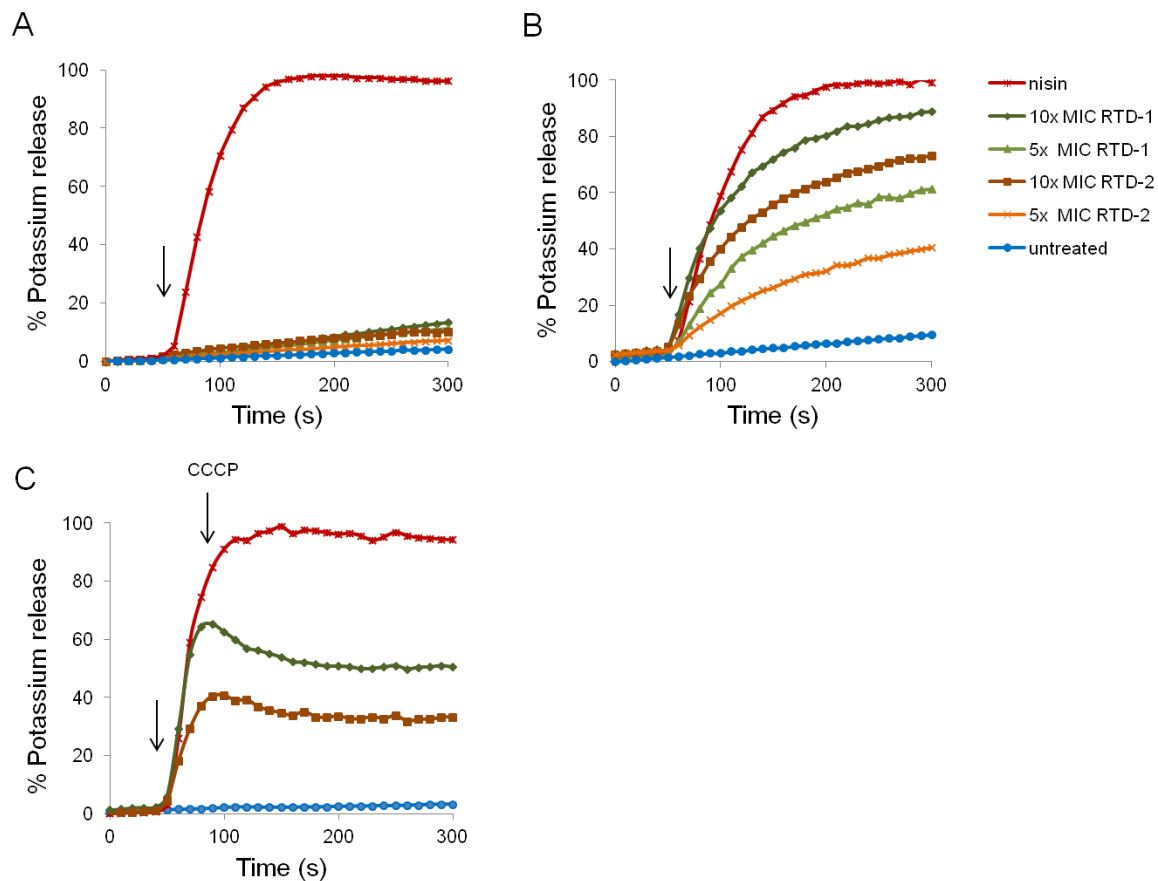 A
% Potassium release
100
80
60
40
20
0
0 100 200 300
Time (s)
B
% Potassium release
100
80
60
40
20
0
0 100 200 300
Time (s)
nisin
10x MIC RTD-1
5x MIC RTD-1
10x MIC RTD-2
5x MIC RTD-2
untreated
C
CCCP
% Potassium release
100
80
60
40
20
0
0 100 200 300
Time (s)